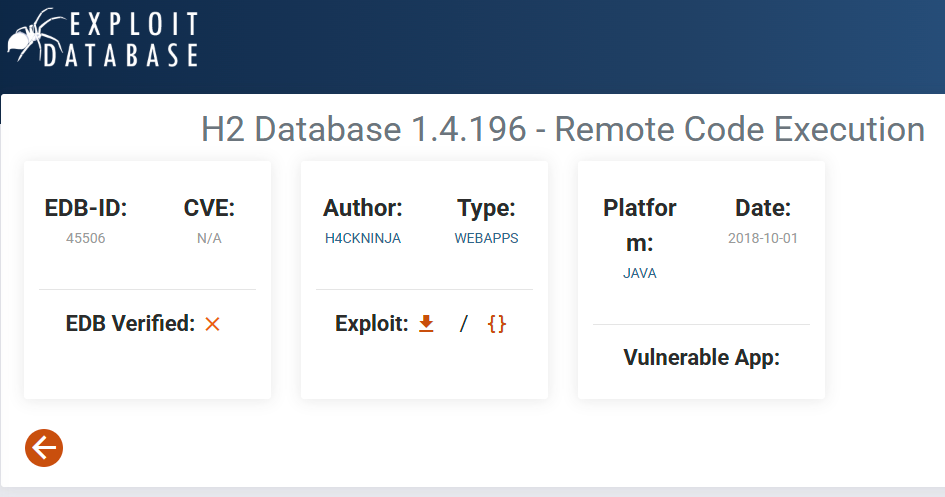 EXPLOIT
DATABASE
H2 Database 1.4.196 - Remote Code Execution
EDB-ID:
45506
CVE:
N/A
EDB Verified:
Author:
H4CKNINJA
Type:
WEBAPPS
Exploit: / {}
Platfor
m:
JAVA
Date:
2018-10-01
Vulnerable App: